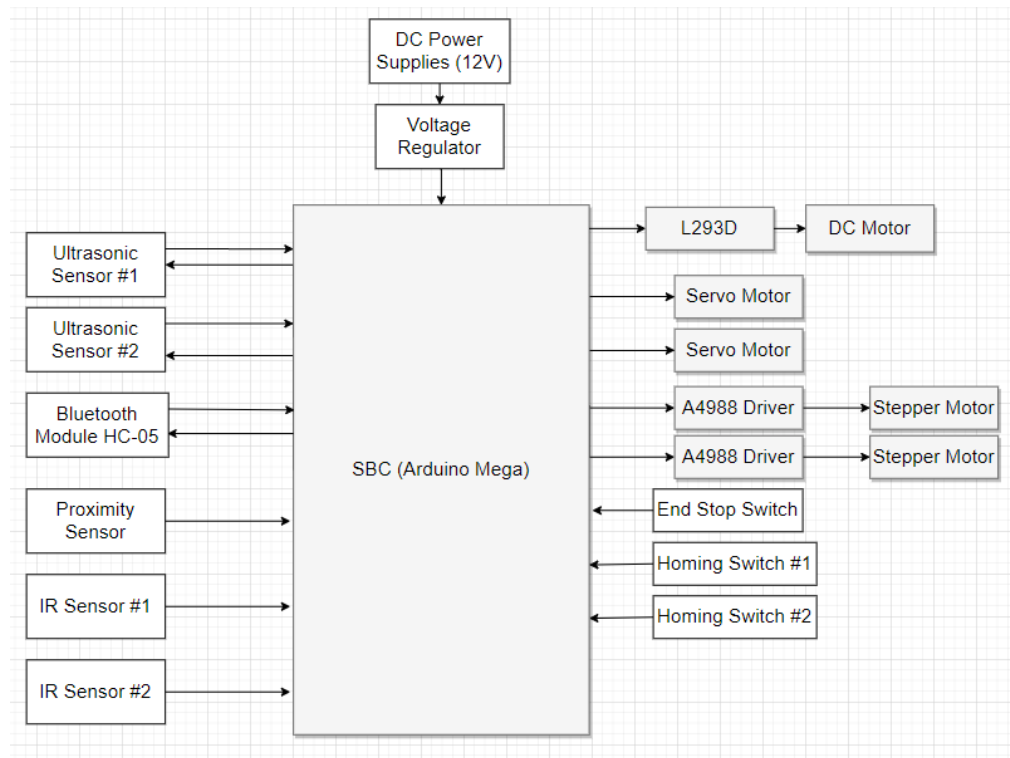 DC Power
Supplies (12V)
Voltage
Regulator
Ultrasonic
Sensor #1
Ultrasonic
Sensor #2
Bluetooth
Module HC-05
Proximity
Sensor
IR Sensor #1
IR Sensor #2
SBC (Arduino Mega)
L293D
DC Motor
Servo Motor
Servo Motor
A4988 Driver
Stepper Motor
A4988 Driver
Stepper Motor
End Stop Switch
Homing Switch #1
Homing Switch #2